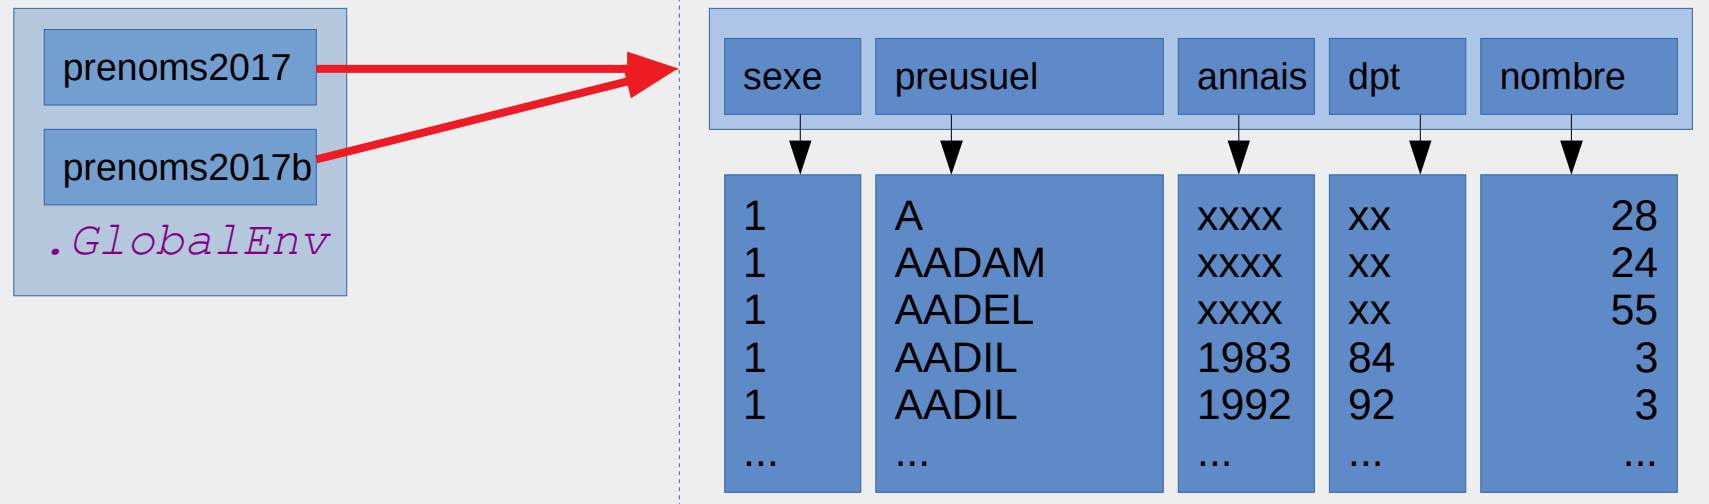 prenoms2017
prenoms2017b
.GlobalEnv
sexe preusuel annais dpt nombre
1 A xxxx xx 28
1 AADAM xxxx xx 24
1 AADEL xxxx xx 55
1 AADIL 1983 84 3
1 AADIL 1992 92 3
... ... ... ... ...